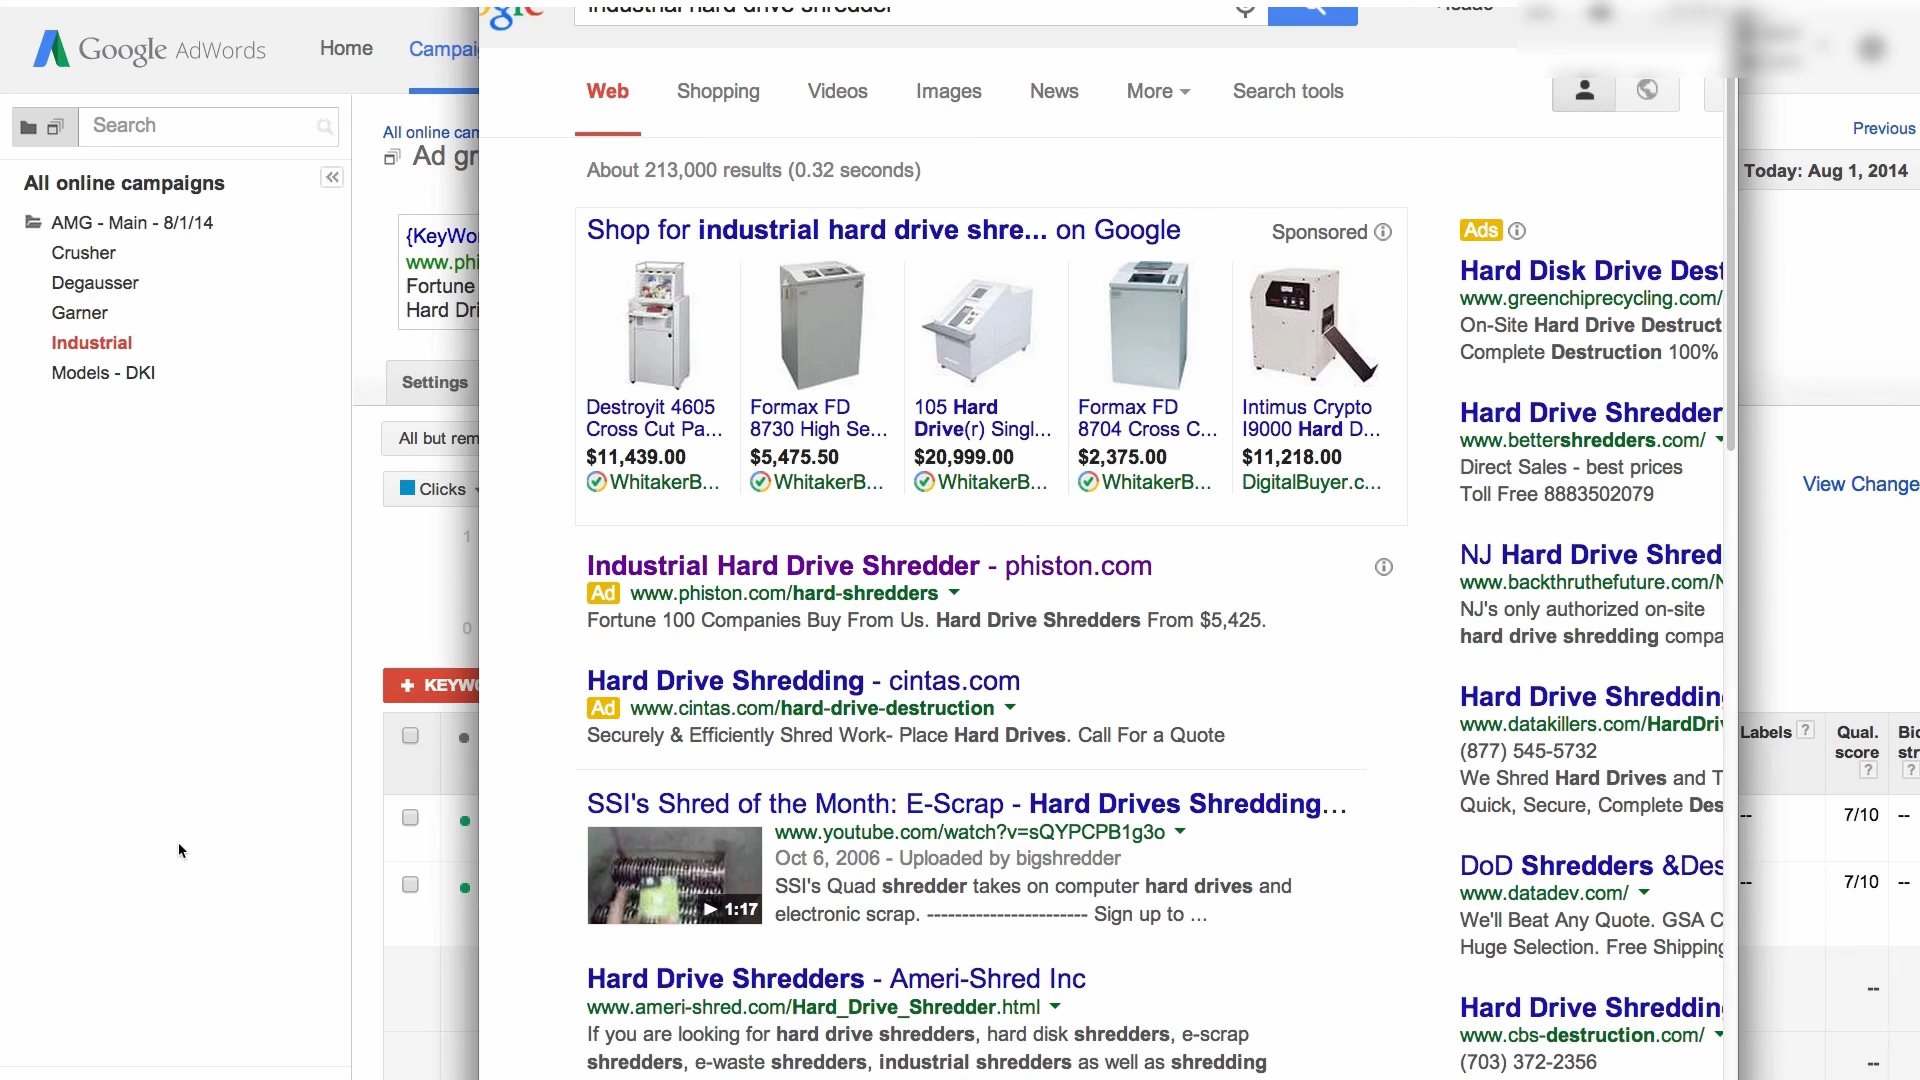 Google AdWords
Home
Campai
Search
All online campaigns
AMG - Main - 8/1/14
Crusher
Degausser
Garner
Industrial
Models - DKI
All online cam
Ad gr
{KeyWo
www.phi
Fortune
Hard Dri
Settings
All but rem
Clicks
1
0
+ KEYWO
industrial hard drive shredder
Web
Shopping
Videos
Images
News
More
Search tools
About 213,000 results (0.32 seconds)
Shop for industrial hard drive shre... on Google
Sponsored
Destroyit 4605
Cross Cut Pa...
$11,439.00
WhitakerB...
Formax FD
8730 High Se...
$5,475.50
WhitakerB...
105 Hard
Drive(r) Singl...
$20,999.00
WhitakerB...
Formax FD
8704 Cross C...
$2,375.00
WhitakerB...
Intimus Crypto
I9000 Hard D...
$11,218.00
DigitalBuyer.c...
Industrial Hard Drive Shredder - phiston.com
Ad www.phiston.com/hard-shredders
Fortune 100 Companies Buy From Us. Hard Drive Shredders From $5,425.
Hard Drive Shredding - cintas.com
Ad www.cintas.com/hard-drive-destruction
Securely & Efficiently Shred Work- Place Hard Drives. Call For a Quote
SSI's Shred of the Month: E-Scrap - Hard Drives Shredding...
1:17
www.youtube.com/watch?v=sQYPCPB1g3o
Oct 6, 2006 - Uploaded by bigshredder
SSI's Quad shredder takes on computer hard drives and
electronic scrap. ----------------------- Sign up to ...
Hard Drive Shredders - Ameri-Shred Inc
www.ameri-shred.com/Hard_Drive_Shredder.html
If you are looking for hard drive shredders, hard disk shredders, e-scrap
shredders, e-waste shredders, industrial shredders as well as shredding
Ads
Hard Disk Drive Dest
www.greenchiprecycling.com/
On-Site Hard Drive Destruct
Complete Destruction 100%
Hard Drive Shredder
www.bettershredders.com/
Direct Sales - best prices
Toll Free 8883502079
NJ Hard Drive Shred
www.backthruthefuture.com/N
NJ's only authorized on-site
hard drive shredding compa
Hard Drive Shredding
www.datakillers.com/HardDriv
(877) 545-5732
We Shred Hard Drives and T
Quick, Secure, Complete Des
DoD Shredders &Des
www.datadev.com/
We'll Beat Any Quote. GSA C
Huge Selection. Free Shipping
Hard Drive Shredding
www.cbs-destruction.com/
(703) 372-2356
Previous
Today: Aug 1, 2014
View Change
Labels ?
Qual.
score
?
Bid
str
?
--
7/10
--
--
7/10
--
--
--